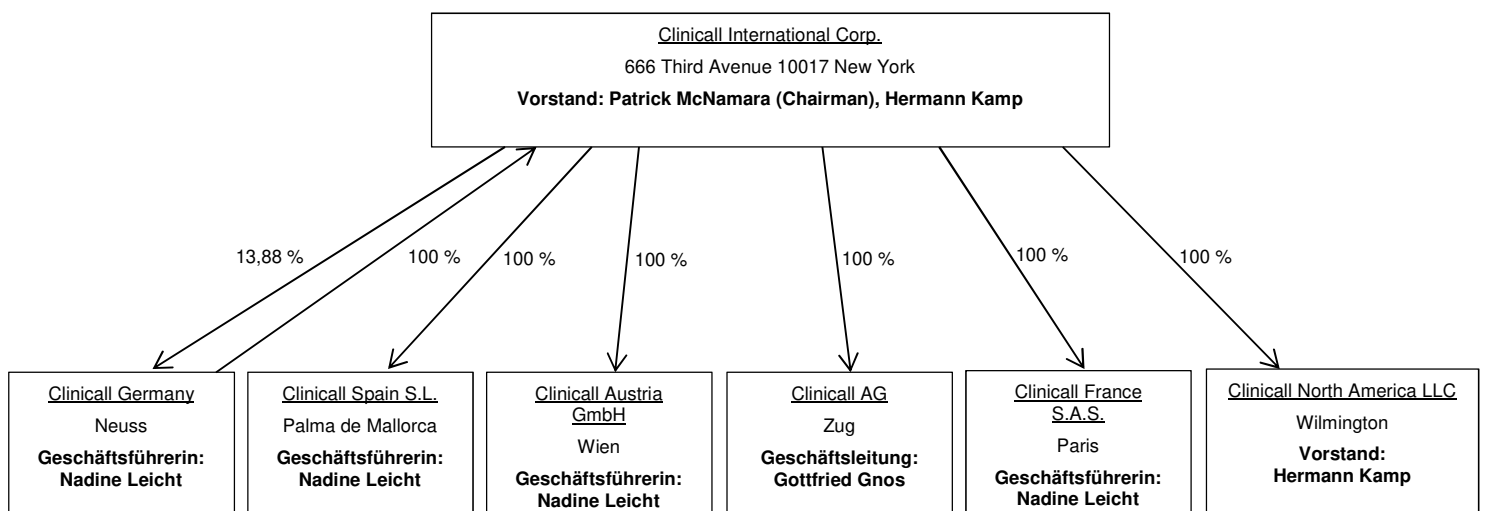 Clinicall International Corp.
666 Third Avenue 10017 New York
Vorstand: Patrick McNamara (Chairman), Hermann Kamp
13,88 %
100 %
100 %
100 %
100 %
100 %
100 %
Clinicall Germany
Neuss
Geschäftsführerin:
Nadine Leicht
Clinicall Spain S.L.
Palma de Mallorca
Geschäftsführerin:
Nadine Leicht
Clinicall Austria
GmbH
Wien
Geschäftsführerin:
Nadine Leicht
Clinicall AG
Zug
Geschäftsleitung:
Gottfried Gnos
Clinicall France
S.A.S.
Paris
Geschäftsführerin:
Nadine Leicht
Clinicall North America LLC
Wilmington
Vorstand:
Hermann Kamp